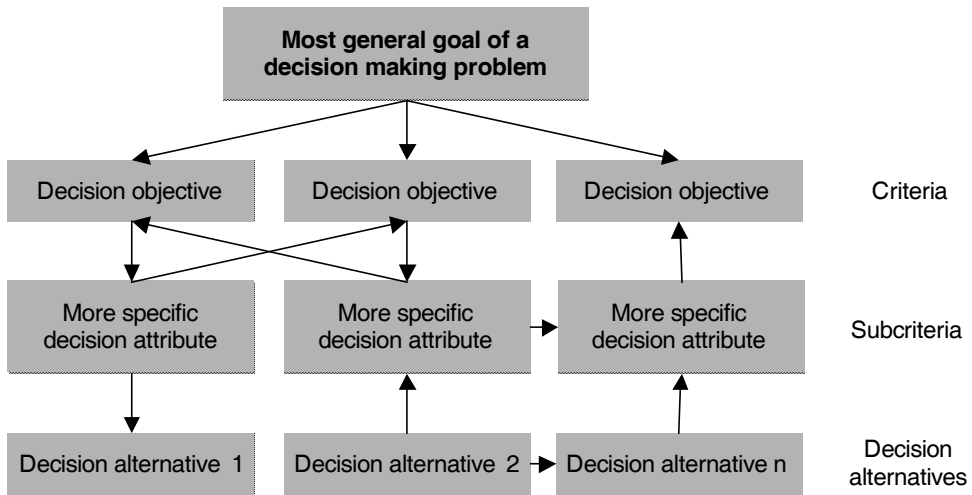 Most general goal of a
decision making problem
Decision objective
Decision objective
Decision objective
Criteria
More specific
decision attribute
More specific
decision attribute
More specific
decision attribute
Subcriteria
Decision alternative 1
Decision alternative 2
Decision alternative n
Decision
alternatives